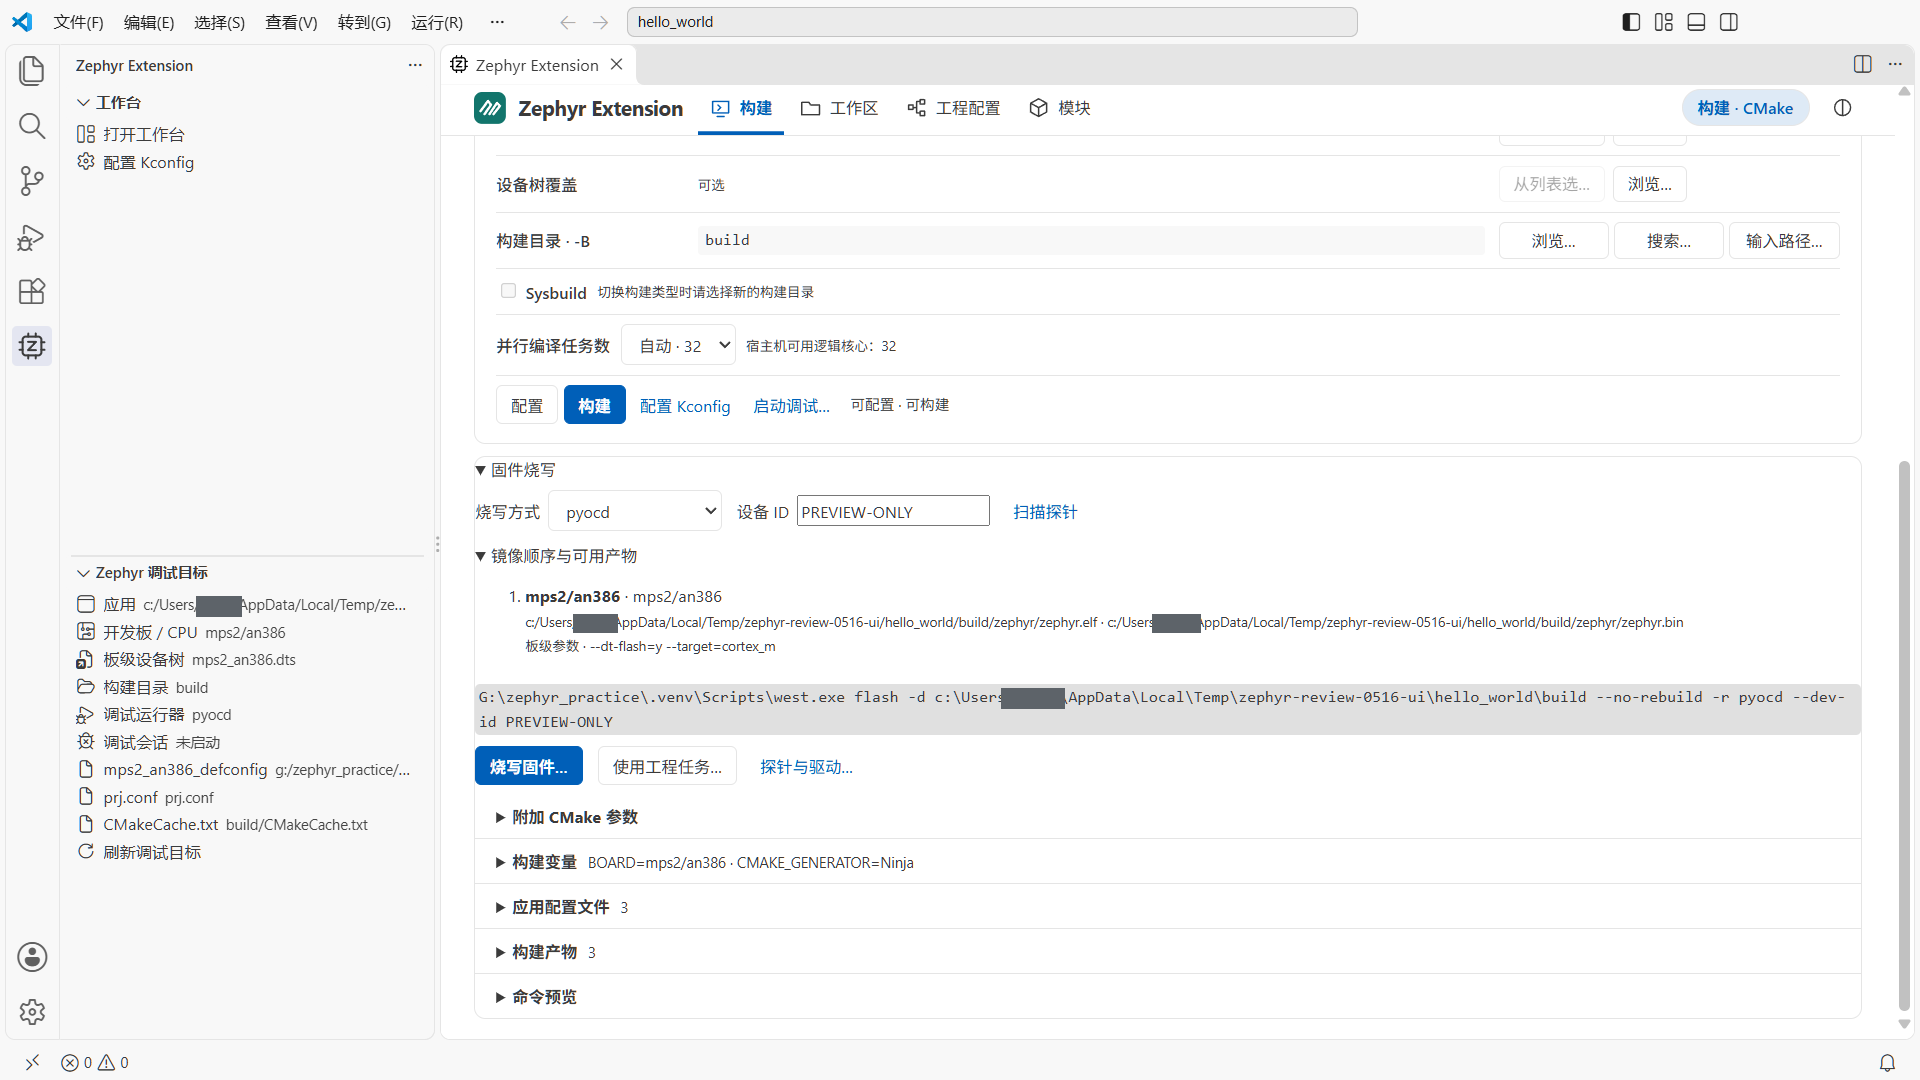 文件(F) 编辑(E) 选择(S) 查看(V) 转到(G) 运行(R) ··· hello_world
Zephyr Extension ···
工作台
打开工作台
配置 Kconfig
Zephyr 调试目标
应用 c:/Users/ AppData/Local/Temp/ze...
开发板 / CPU mps2/an386
板级设备树 mps2_an386.dts
构建目录 build
调试运行器 pyocd
调试会话 未启动
mps2_an386_defconfig g:/zephyr_practice/...
prj.conf prj.conf
CMakeCache.txt build/CMakeCache.txt
刷新调试目标
Zephyr Extension
Zephyr Extension 构建 工作区 工程配置 模块 构建 · CMake
设备树覆盖 可选 从列表选... 浏览...
构建目录 · -B build 浏览... 搜索... 输入路径...
Sysbuild 切换构建类型时请选择新的构建目录
并行编译任务数 自动 · 32 宿主机可用逻辑核心：32
配置 构建 配置 Kconfig 启动调试... 可配置 · 可构建
固件烧写
烧写方式 pyocd 设备 ID PREVIEW-ONLY 扫描探针
镜像顺序与可用产物
1. mps2/an386 · mps2/an386
c:/Users/ AppData/Local/Temp/zephyr-review-0516-ui/hello_world/build/zephyr/zephyr.elf · c:/Users AppData/Local/Temp/zephyr-review-0516-ui/hello_world/build/zephyr/zephyr.bin
板级参数 · --dt-flash=y --target=cortex_m
G:\zephyr_practice\.venv\Scripts\west.exe flash -d c:\Users \AppData\Local\Temp\zephyr-review-0516-ui\hello_world\build --no-rebuild -r pyocd --dev-
id PREVIEW-ONLY
烧写固件... 使用工程任务... 探针与驱动...
附加 CMake 参数
构建变量 BOARD=mps2/an386 · CMAKE_GENERATOR=Ninja
应用配置文件 3
构建产物 3
命令预览
0 0